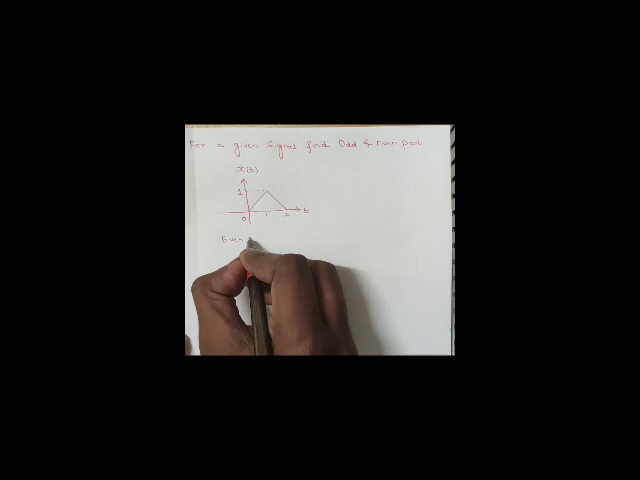 For a given signal find Odd & Even part
x(t)
1
0 1 2 t
Even